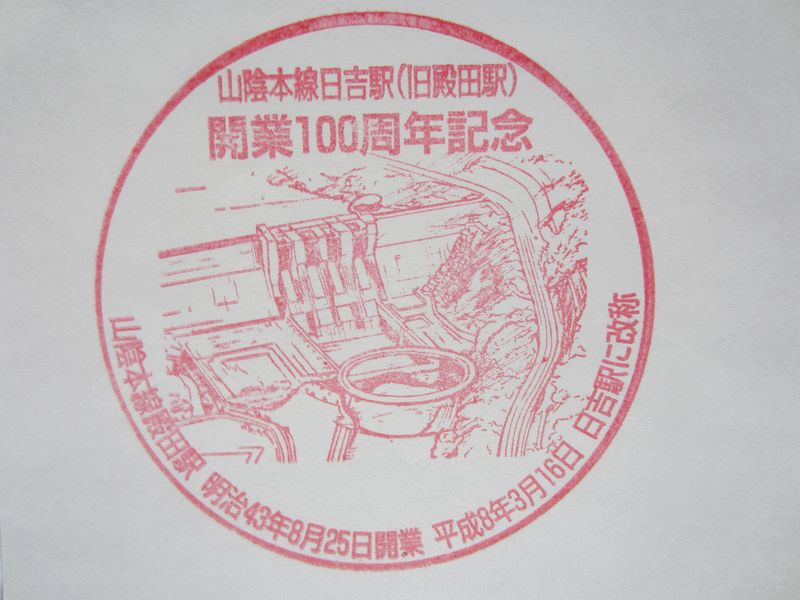 山陰本線日吉駅(旧殿田駅)
開業100周年記念
山陰本線殿田駅 明治43年8月25日開業 平成8年3月16日 日吉駅に改称